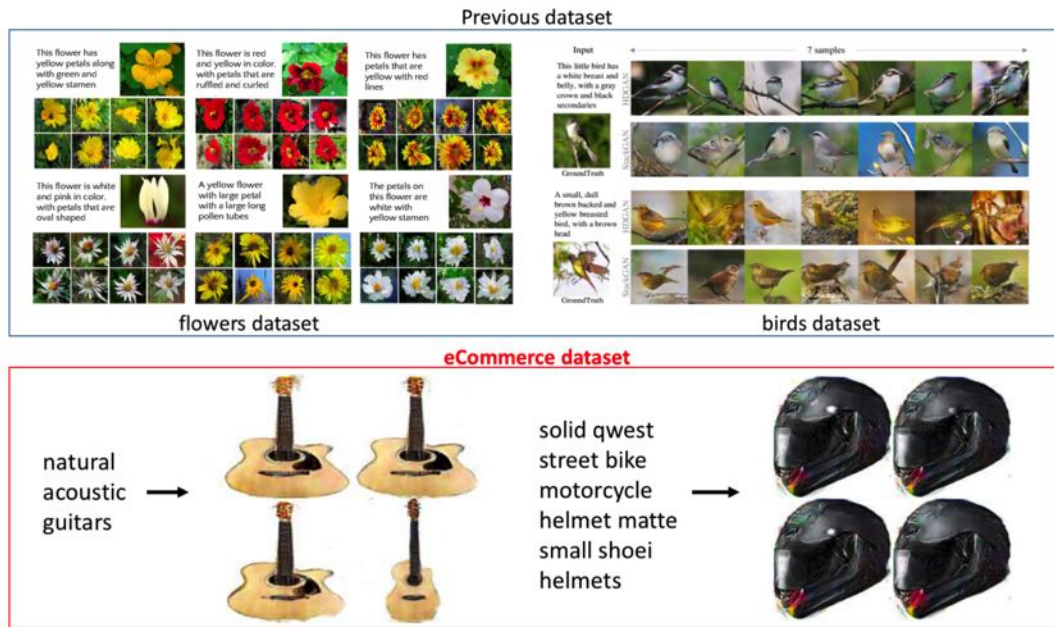 Previous dataset
This flower has
yellow petals along
with green and
yellow stamen
This flower is red
and yellow in color.
with petals that are
ruffled and curled
This flower has
petals that are
yellow with red
lines
This flower is white
and pink in color.
with petals that are
oval shaped
A yellow flower
with large petal
with a large long
pollen tubes
The petals on
this flower are
white with
yellow stamen
flowers dataset
Input
7 samples
This little bird has
a white breast and
belly, with a gray
crown and black
secondaries
GroundTruth
HDGAN
StackGAN
A small, dull
brown backed and
yellow breasted
bird, with a brown
head
GroundTruth
HDGAN
StackGAN
birds dataset
eCommerce dataset
natural
acoustic
guitars
solid qwest
street bike
motorcycle
helmet matte
small shoei
helmets